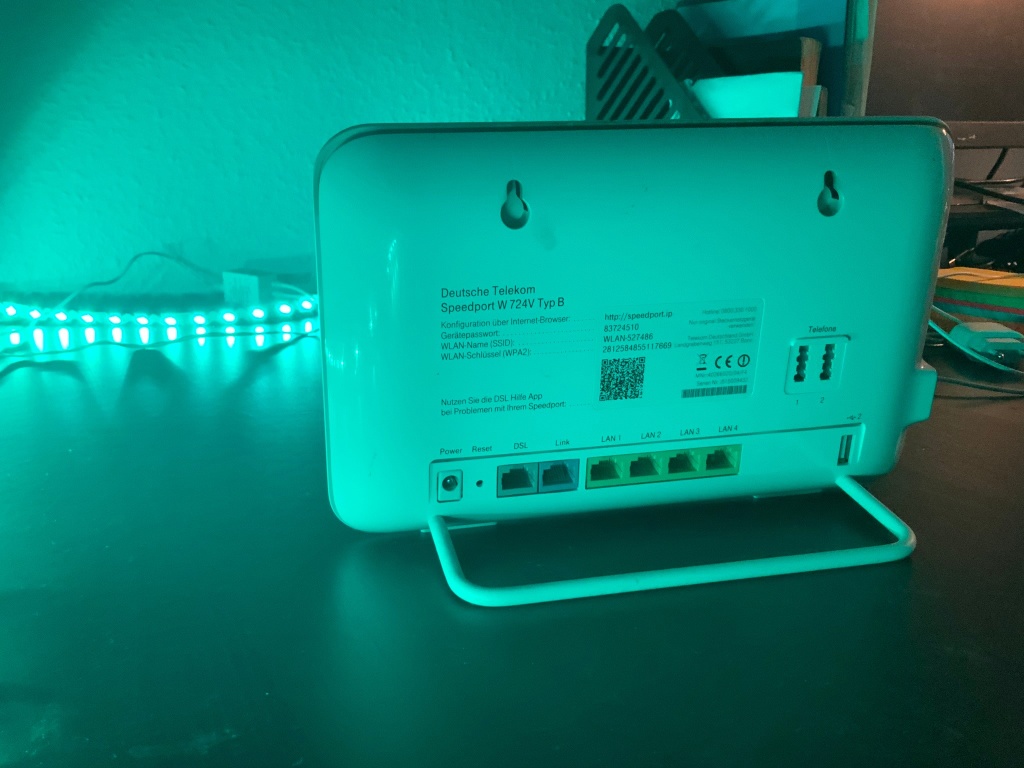 Deutsche Telekom
Speedport W 724V Typ B
Konfiguration über Internet-Browser: http://speedport.ip
Gerätepasswort: 83724510
WLAN-Name (SSID): WLAN-527486
WLAN-Schlüssel (WPA2): 2812584855117669
Nutzen Sie die DSL Hilfe App
bei Problemen mit Ihrem Speedport:
CE
Telefone
1 2
Power Reset DSL Link LAN 1 LAN 2 LAN 3 LAN 4